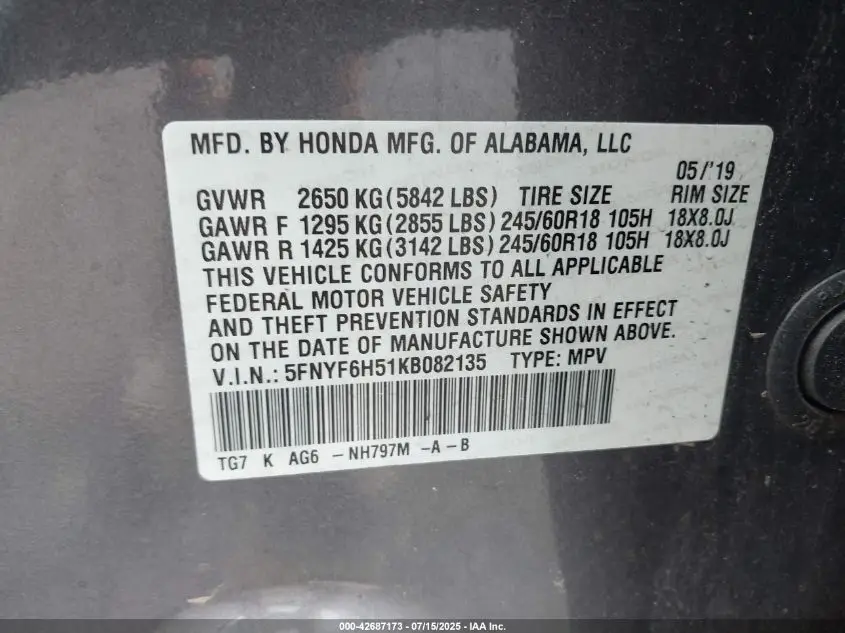 MFD. BY HONDA MFG. OF ALABAMA, LLC
05/'19
GVWR 2650 KG (5842 LBS) TIRE SIZE RIM SIZE
GAWR F 1295 KG (2855 LBS) 245/60R18 105H 18X8.0J
GAWR R 1425 KG (3142 LBS) 245/60R18 105H 18X8.0J
THIS VEHICLE CONFORMS TO ALL APPLICABLE
FEDERAL MOTOR VEHICLE SAFETY
AND THEFT PREVENTION STANDARDS IN EFFECT
ON THE DATE OF MANUFACTURE SHOWN ABOVE.
V.I.N.: 5FNYF6H51KB082135 TYPE: MPV
TG7 K AG6 - NH797M -A-B
000-42687173 - 07/15/2025 - IAA Inc.